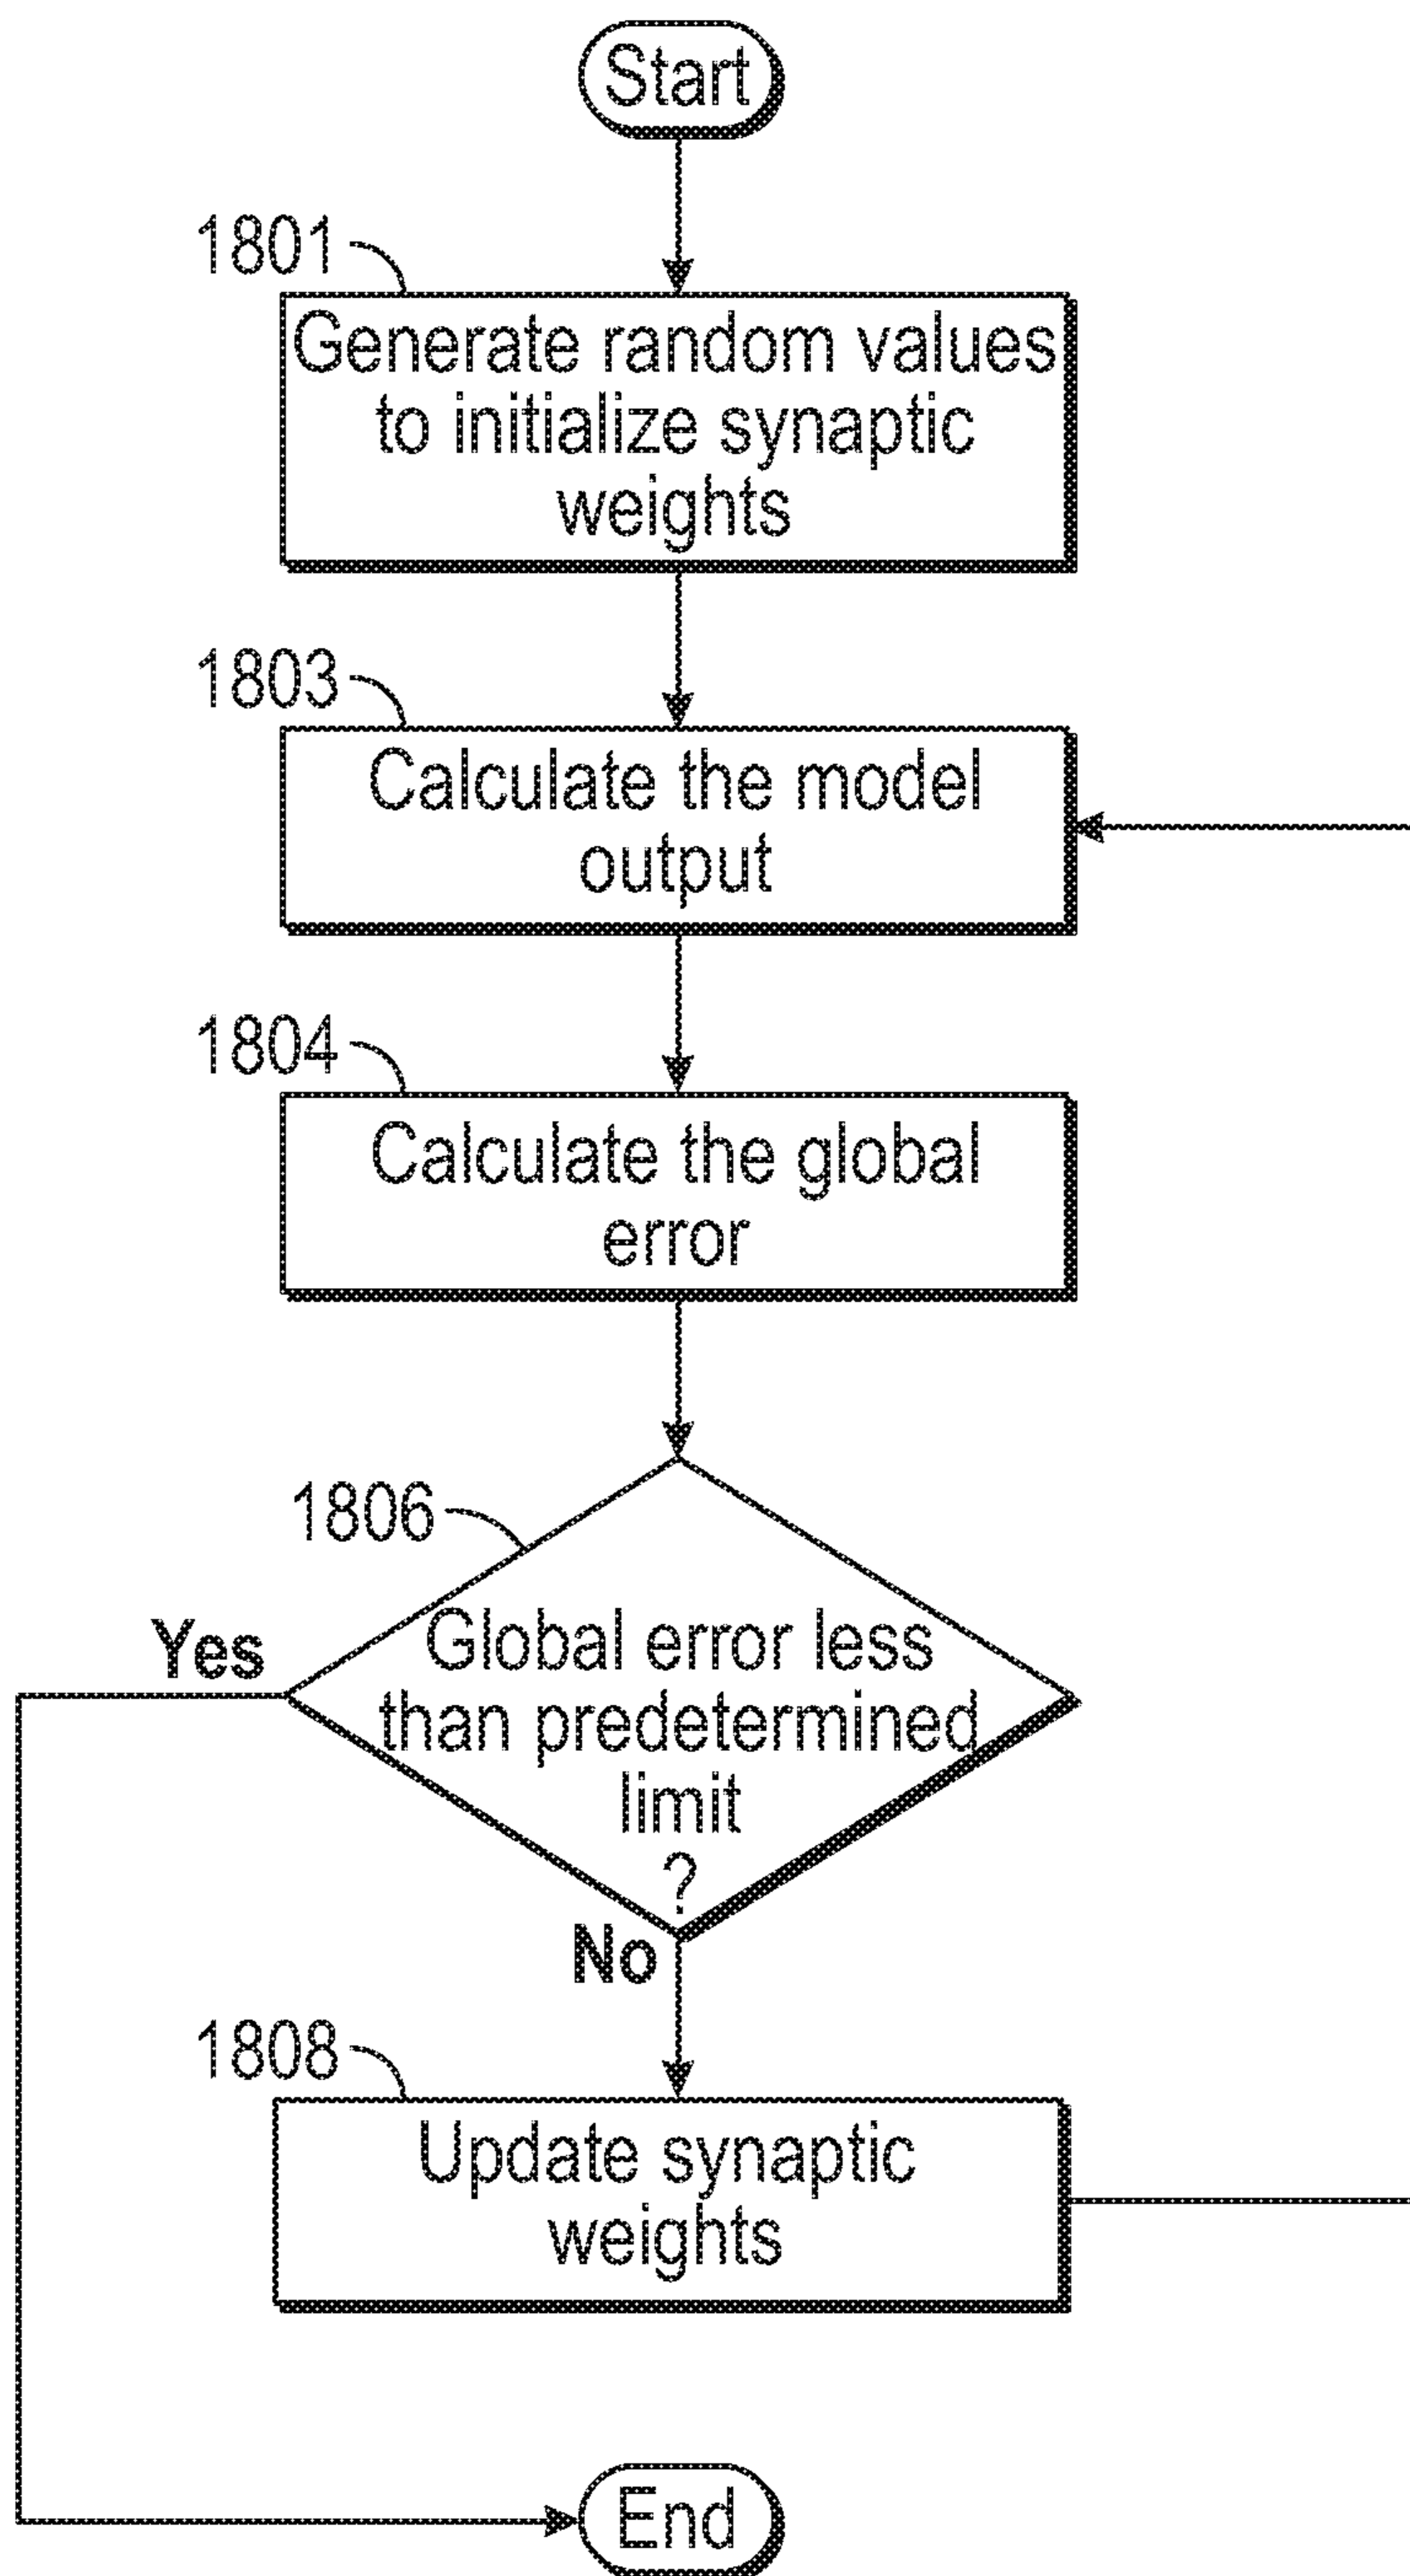 Start
1801
Generate random values
to initialize synaptic
weights
1803
Calculate the model
output
1804
Calculate the global
error
1806
Yes
Global error less
than predetermined
limit
?
No
1808
Update synaptic
weights
End